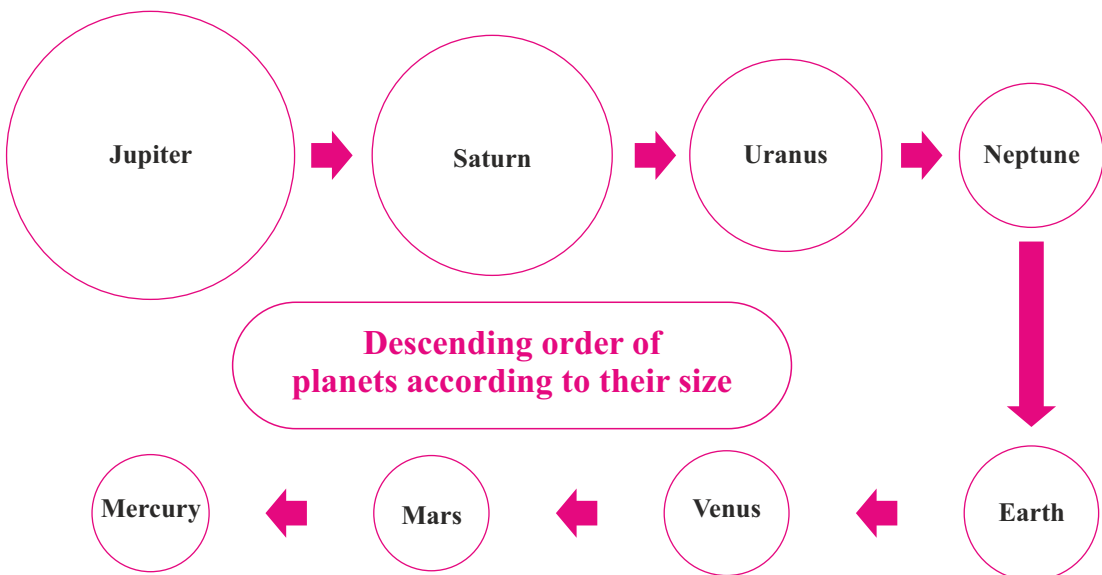 Jupiter
Saturn
Uranus
Neptune
Descending order of
planets according to their size
Mercury
Mars
Venus
Earth